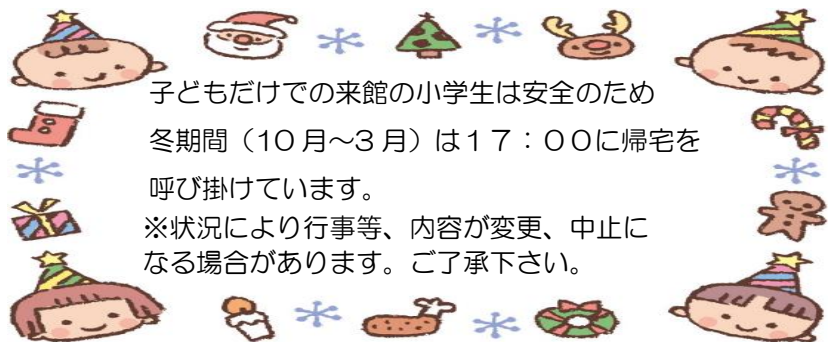 子どもだけでの来館の小学生は安全のため
冬期間（10月～3月）は１７：００に帰宅を
呼び掛けています。
※状況により行事等、内容が変更、中止に
なる場合があります。ご了承下さい。